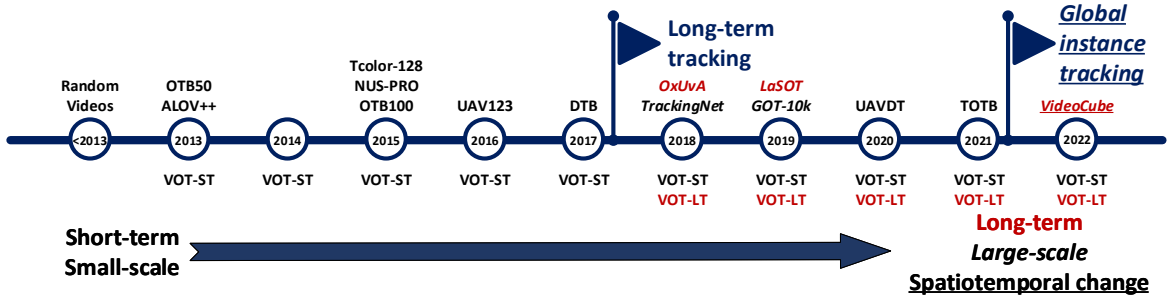 Long-term
tracking
Global
instance
tracking
Random
Videos
OTB50
ALOV++
Tcolor-128
NUS-PRO
OTB100
UAV123
DTB
OxUvA
TrackingNet
LaSOT
GOT-10k
UAVDT
TOTB
VideoCube
<2013
2013
2014
2015
2016
2017
2018
2019
2020
2021
2022
VOT-ST
VOT-ST
VOT-ST
VOT-ST
VOT-ST
VOT-ST
VOT-LT
VOT-ST
VOT-LT
VOT-ST
VOT-LT
VOT-ST
VOT-LT
VOT-ST
VOT-LT
Short-term
Small-scale
Long-term
Large-scale
Spatiotemporal change